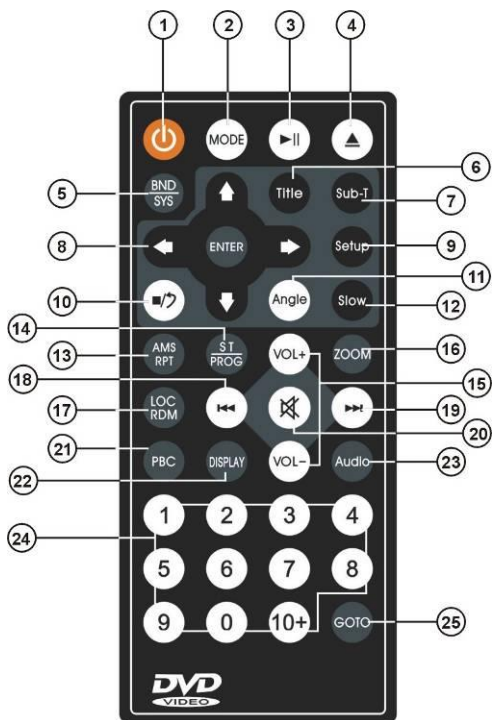 1 2 3 4
MODE
6
5 BND Title Sub-T 7
SYS
8 ENTER Setup 9
11
10 Angle Slow 12
14
13 AMS S T VOL+ ZOOM 16
RPT PROG
15
18
17 LOC 19
RDM
20
21 PBC DISPLAY VOL- Audio 23
22
1 2 3 4
24
5 6 7 8
9 0 10+ GOTO 25
DVD
VIDEO